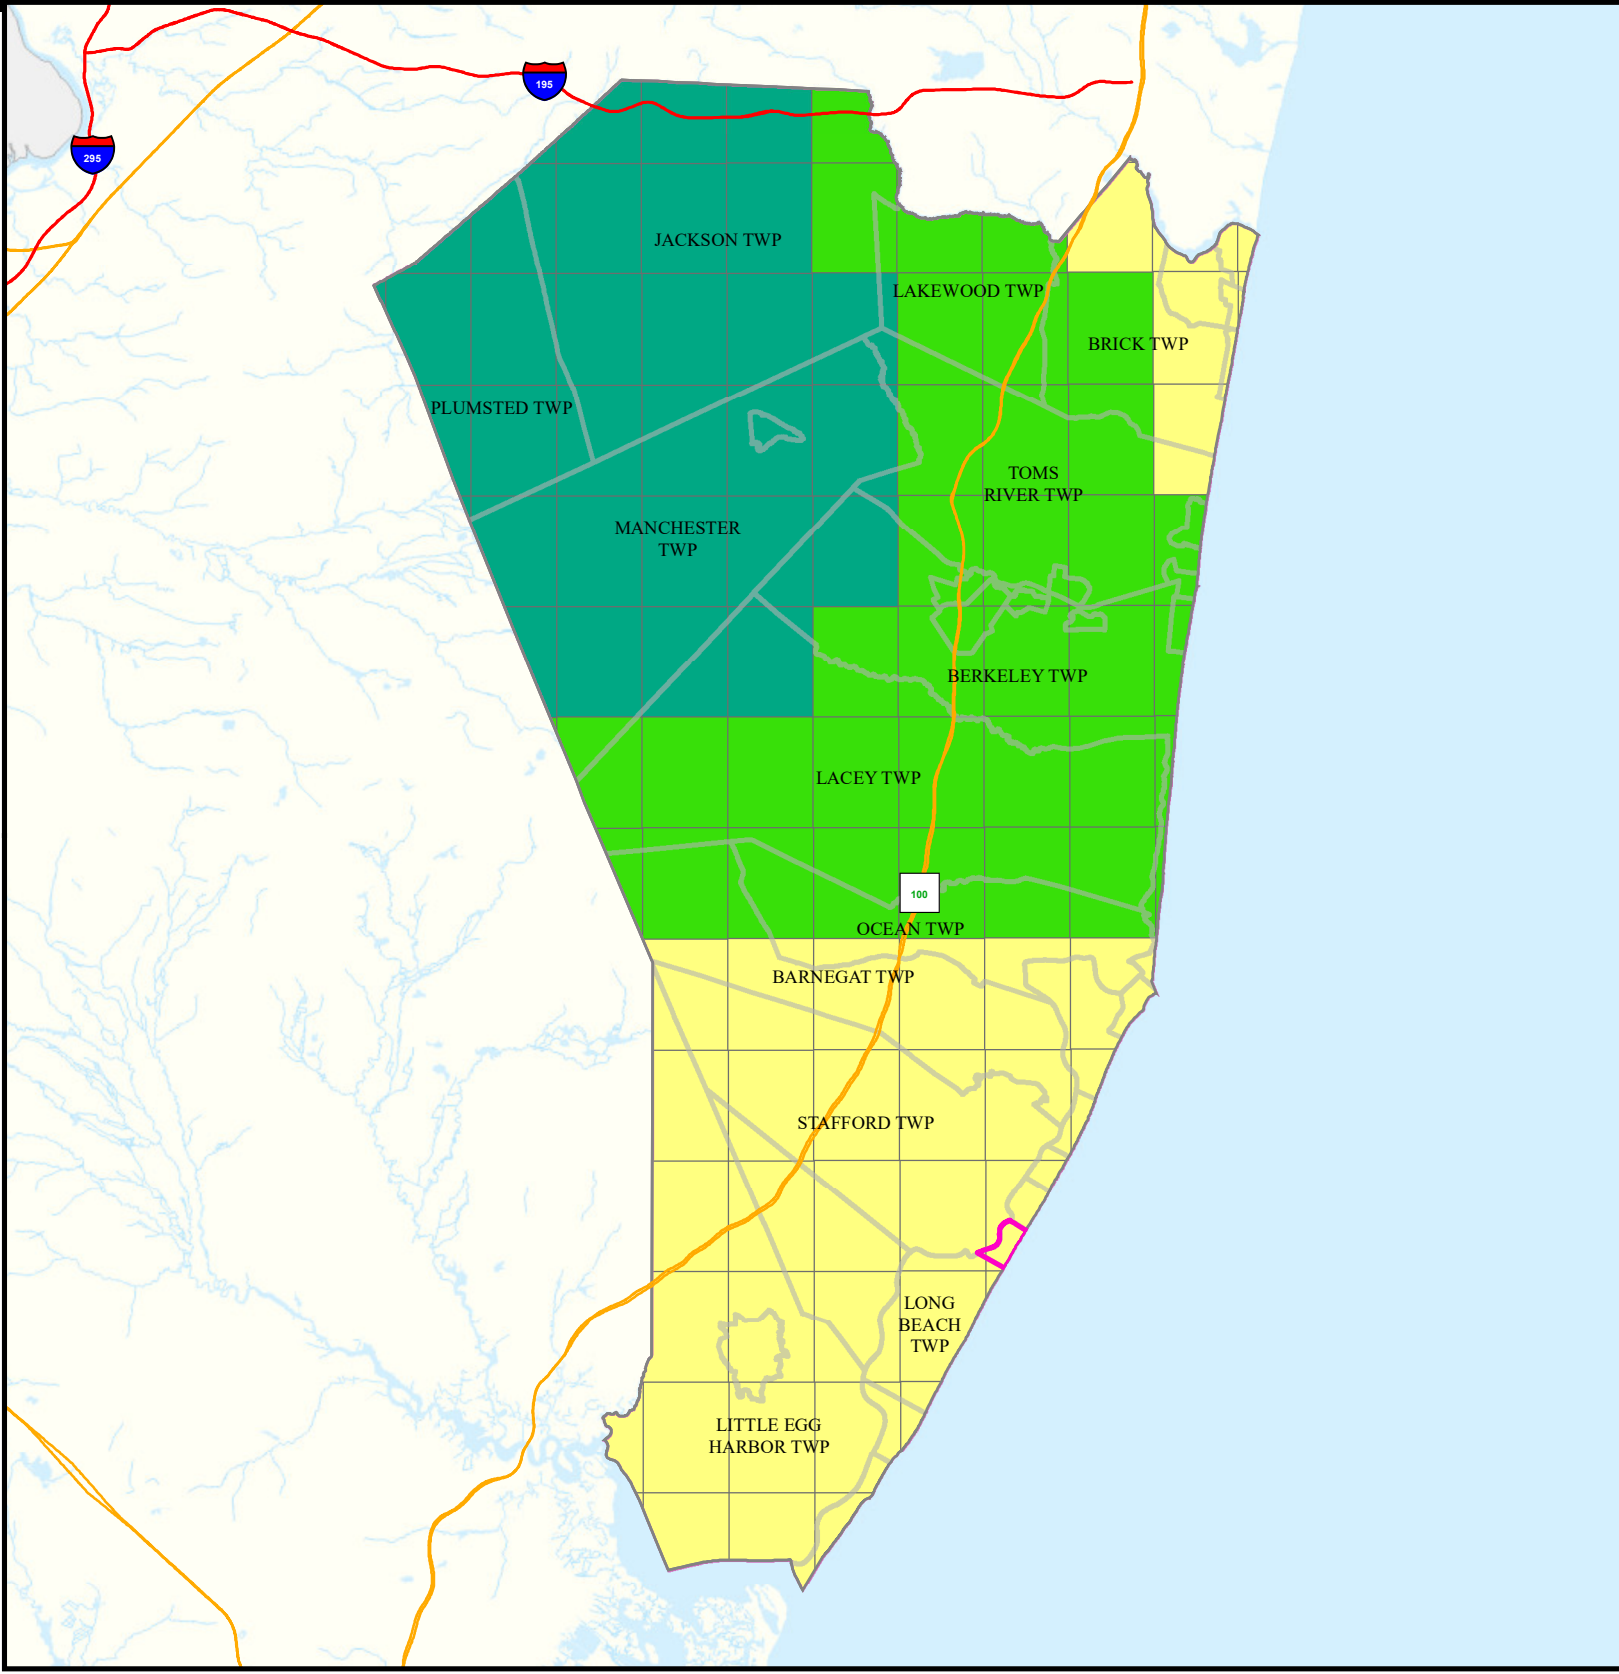 195
295
JACKSON TWP
LAKEWOOD TWP
BRICK TWP
PLUMSTED TWP
TOMS
RIVER TWP
MANCHESTER
TWP
BERKELEY TWP
LACEY TWP
100
OCEAN TWP
BARNEGAT TWP
STAFFORD TWP
LONG
BEACH
TWP
LITTLE EGG
HARBOR TWP